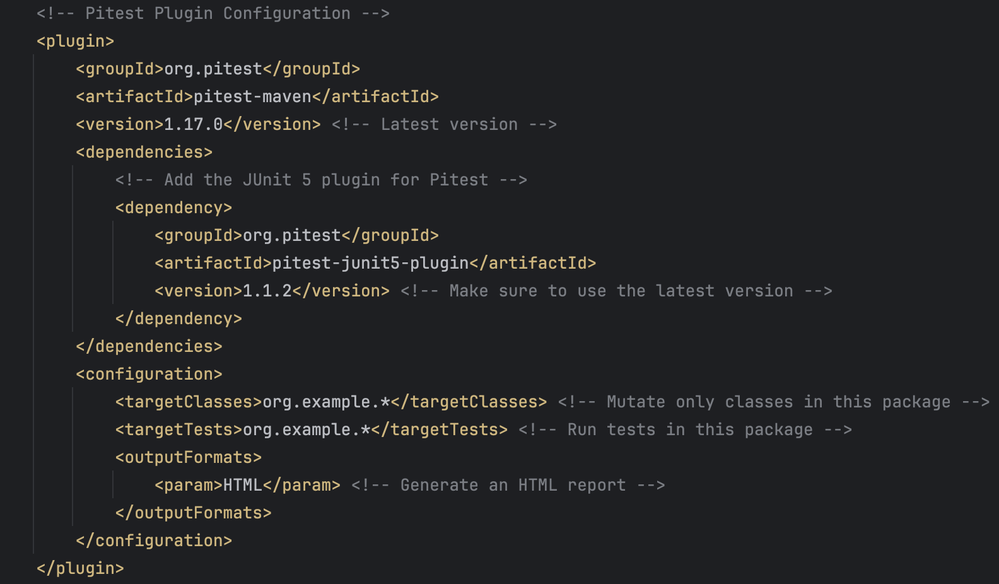 <!-- Pitest Plugin Configuration -->
<plugin>
    <groupId>org.pitest</groupId>
    <artifactId>pitest-maven</artifactId>
    <version>1.17.0</version> <!-- Latest version -->
    <dependencies>
        <!-- Add the JUnit 5 plugin for Pitest -->
        <dependency>
            <groupId>org.pitest</groupId>
            <artifactId>pitest-junit5-plugin</artifactId>
            <version>1.1.2</version> <!-- Make sure to use the latest version -->
        </dependency>
    </dependencies>
    <configuration>
        <targetClasses>org.example.*</targetClasses> <!-- Mutate only classes in this package -->
        <targetTests>org.example.*</targetTests> <!-- Run tests in this package -->
        <outputFormats>
            <param>HTML</param> <!-- Generate an HTML report -->
        </outputFormats>
    </configuration>
</plugin>